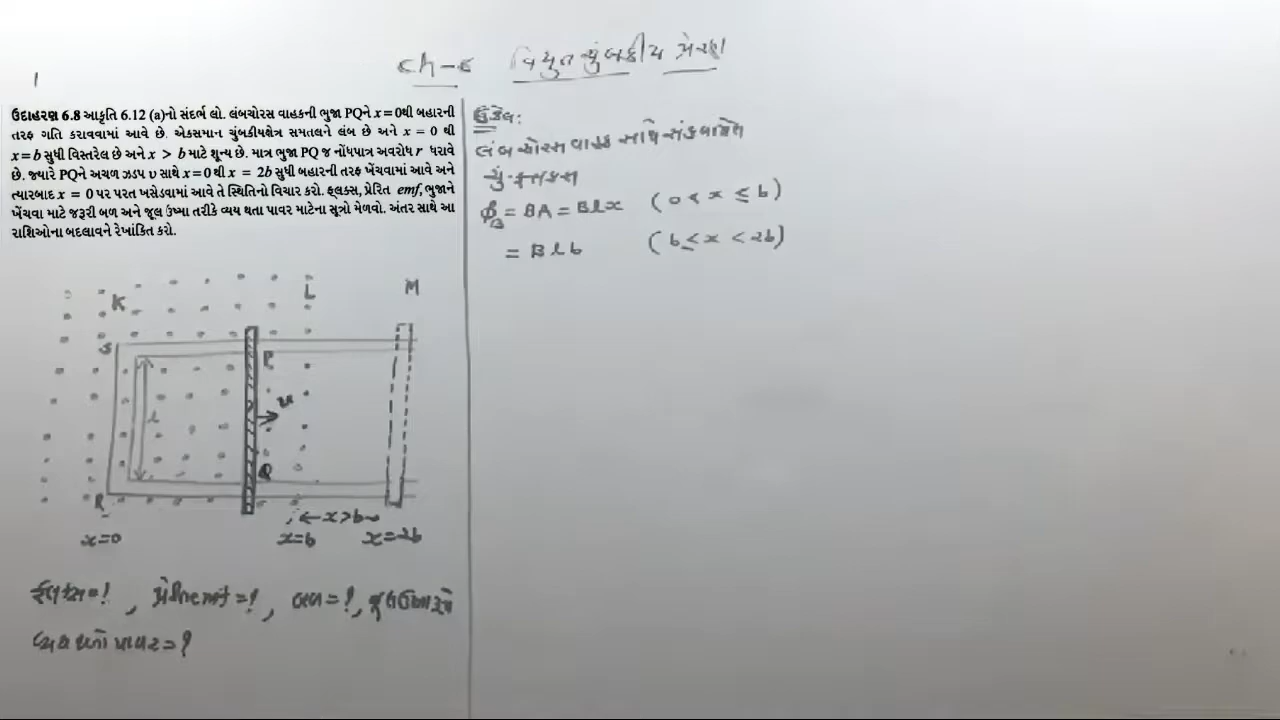 1
Ch-6 વિદ્યુતચુંબકીય પ્રેરણ
ઉદાહરણ 6.8 આકૃતિ 6.12 (a)નો સંદર્ભ લો. લંબચોરસ વાહકની ભુજા PQને x = 0થી બહારની
તરફ ગતિ કરાવવામાં આવે છે. એકસમાન ચુંબકીયક્ષેત્ર સમતલને લંબ છે અને x = 0 થી
x = b સુધી વિસ્તરેલ છે અને x > b માટે શૂન્ય છે. માત્ર ભુજા PQ જ નોંધપાત્ર અવરોધ r ધરાવે
છે. જ્યારે PQને અચળ ઝડપ υ સાથે x = 0 થી x = 2b સુધી બહારની તરફ ખેંચવામાં આવે અને
ત્યારબાદ x = 0 પર પરત ખસેડવામાં આવે તે સ્થિતિનો વિચાર કરો. ફ્લક્સ, પ્રેરિત emf, ભુજાને
ખેંચવા માટે જરૂરી બળ અને જૂલ ઉષ્મા તરીકે વ્યય થતા પાવર માટેના સૂત્રો મેળવો. અંતર સાથે આ
રાશિઓના બદલાવને રેખાંકિત કરો.
K L M
S P
l υ
Q
R
← x>b →
x=0 x=b x=2b
ફ્લક્સ=? , પ્રેરિત emf =? , બળ=? ,
વ્યય થતો પાવર=?
ઉકેલ:
લંબચોરસ વાહક સાથે સંકળાયેલ
ચું. ફ્લક્સ
ϕB = BA = Blx (0 < x ≤ b)
= Blb (b ≤ x < 2b)